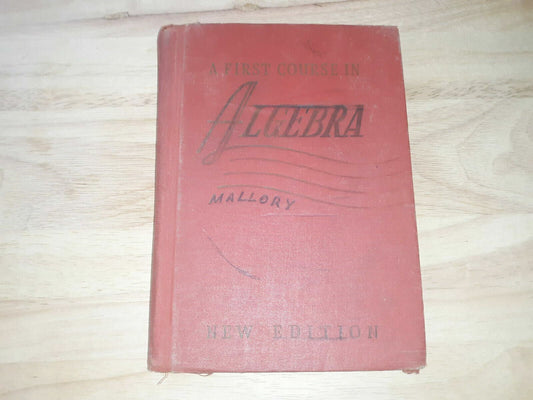 A FIRST COURSE IN
ALGEBRA
MALLORY
NEW EDITION